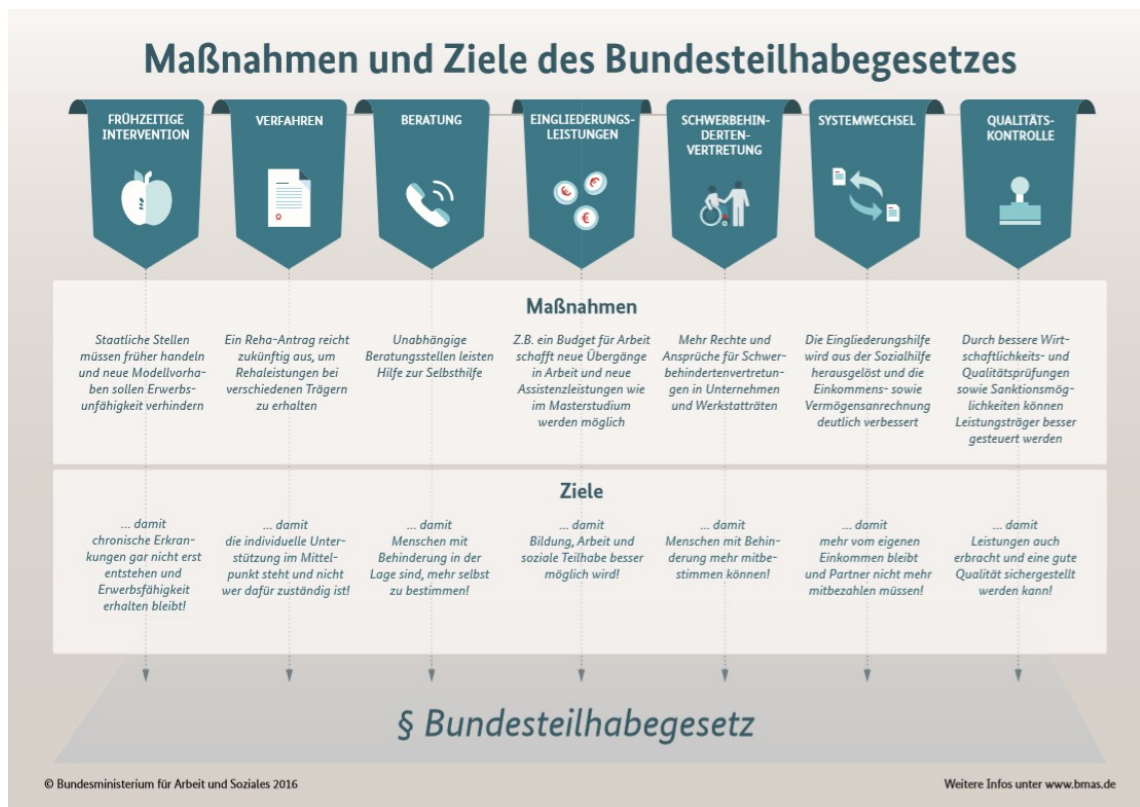 Maßnahmen und Ziele des Bundesteilhabegesetzes
FRÜHZEITIGE
INTERVENTION
VERFAHREN
BERATUNG
EINGLIEDERUNGS-
LEISTUNGEN
SCHWERBEHIN-
DERTEN-
VERTRETUNG
SYSTEMWECHSEL
QUALITÄTS-
KONTROLLE
Maßnahmen
Staatliche Stellen
müssen früher handeln
und neue Modellvorha-
ben sollen Erwerbs-
unfähigkeit verhindern
Ein Reha-Antrag reicht
zukünftig aus, um
Rehaleistungen bei
verschiedenen Trägern
zu erhalten
Unabhängige
Beratungsstellen leisten
Hilfe zur Selbsthilfe
Z.B. ein Budget für Arbeit
schafft neue Übergänge
in Arbeit und neue
Assistenzleistungen wie
im Masterstudium
werden möglich
Mehr Rechte und
Ansprüche für Schwer-
behindertenvertretun-
gen in Unternehmen
und Werkstatträten
Die Eingliederungshilfe
wird aus der Sozialhilfe
herausgelöst und die
Einkommens- sowie
Vermögensanrechnung
deutlich verbessert
Durch bessere Wirt-
schaftlichkeits- und
Qualitätsprüfungen
sowie Sanktionsmög-
lichkeiten können
Leistungsträger besser
gesteuert werden
Ziele
... damit
chronische Erkran-
kungen gar nicht erst
entstehen und
Erwerbsfähigkeit
erhalten bleibt!
... damit
die individuelle Unter-
stützung im Mittel-
punkt steht und nicht
wer dafür zuständig ist!
... damit
Menschen mit
Behinderung in der
Lage sind, mehr selbst
zu bestimmen!
... damit
Bildung, Arbeit und
soziale Teilhabe besser
möglich wird!
... damit
Menschen mit Behin-
derung mehr mitbe-
stimmen können!
... damit
mehr vom eigenen
Einkommen bleibt
und Partner nicht mehr
mitbezahlen müssen!
... damit
Leistungen auch
erbracht und eine gute
Qualität sichergestellt
werden kann!
§ Bundesteilhabegesetz
© Bundesministerium für Arbeit und Soziales 2016
Weitere Infos unter www.bmas.de